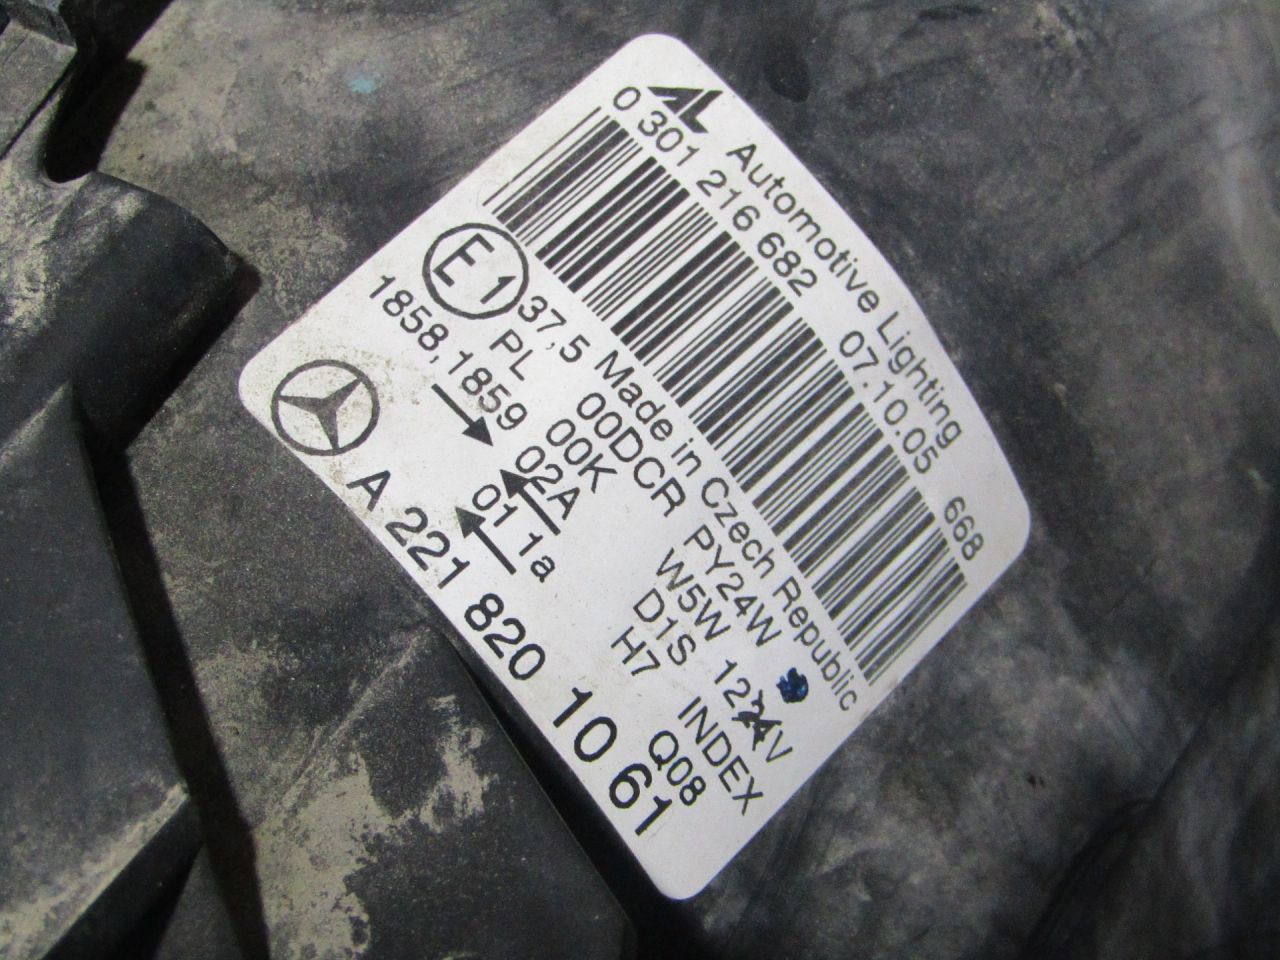 AL Automotive Lighting
0 301 216 682 07.10.05 668
Made in Czech Republic
E1 37,5 00DCR PY24W
PL 00K W5W 12V
1858,1859 02A D1S INDEX
01 1a H7 Q08
A 221 820 10 61